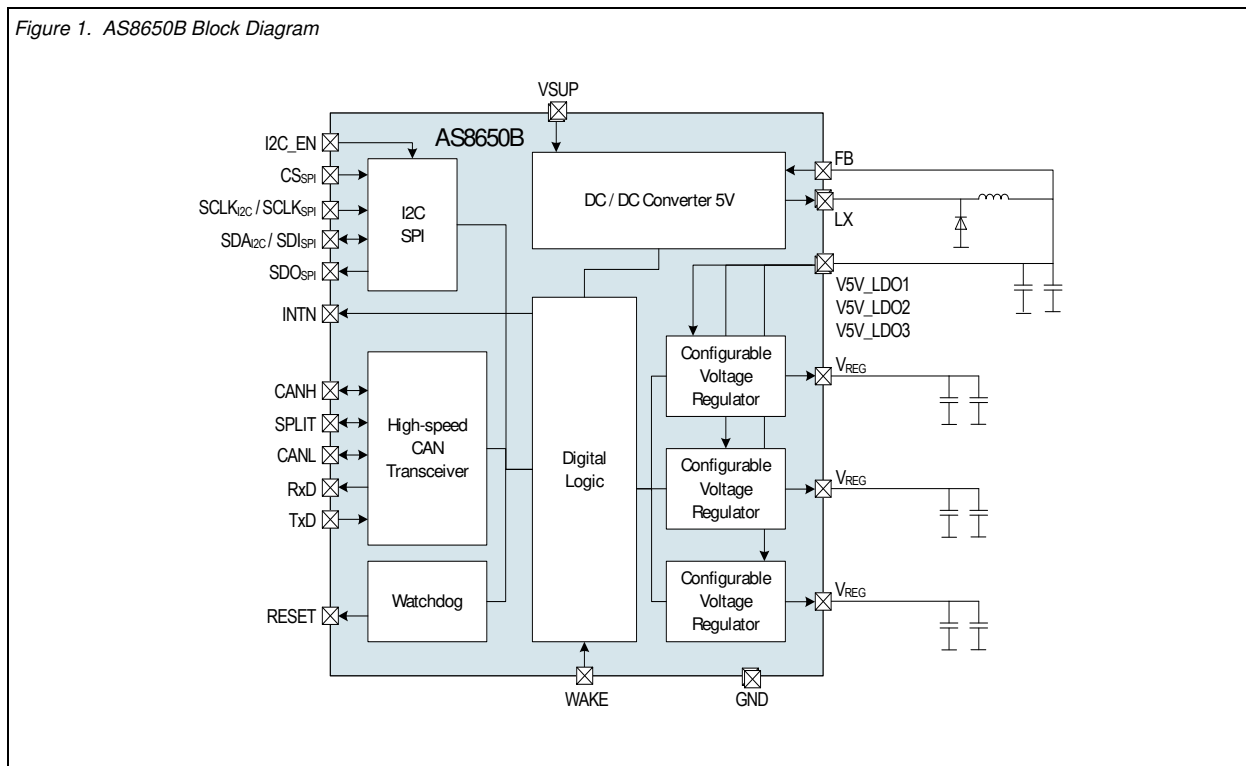 Figure 1. AS8650B Block Diagram
VSUP
AS8650B
I2C_EN
CSSPI
SCLKI2C / SCLKSPI
SDAI2C / SDISPI
SDOSPI
I2C
SPI
DC / DC Converter 5V
FB
LX
V5V_LDO1
V5V_LDO2
V5V_LDO3
INTN
CANH
SPLIT
CANL
RxD
TxD
High-speed
CAN
Transceiver
Digital
Logic
Configurable
Voltage
Regulator
VREG
Configurable
Voltage
Regulator
VREG
Configurable
Voltage
Regulator
VREG
Watchdog
RESET
WAKE
GND